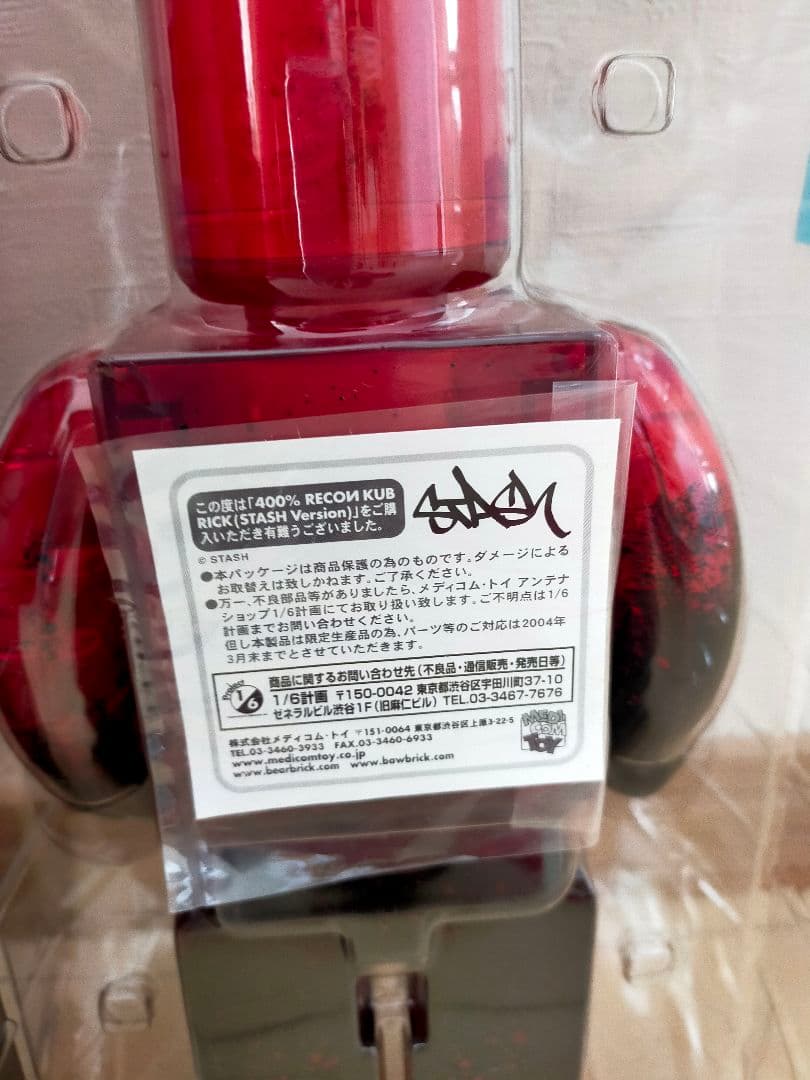 この度は「400% RECON KUB
RICK(STASH Version)」をご購
入いただき有難うございました。
STASH
© STASH
●本パッケージは商品保護の為のものです。ダメージによる
お取替えは致しかねます。ご了承ください。
●万一、不良部品等がありましたら、メディコム・トイ アンテナ
ショップ1/6計画にてお取り扱い致します。ご不明点は1/6
計画までお問い合わせください。
但し本製品は限定生産品の為、パーツ等のご対応は2004年
3月末までとさせていただきます。
Project 1/6
商品に関するお問い合わせ先(不良品・通信販売・発売日等)
1/6計画 〒150-0042 東京都渋谷区宇田川町37-10
ゼネラルビル渋谷1F(旧麻仁ビル) TEL.03-3467-7676
株式会社メディコム・トイ 〒151-0064 東京都渋谷区上原3-22-5
TEL.03-3460-3933 FAX.03-3460-6933
www.medicomtoy.co.jp
www.bearbrick.com www.bawbrick.com
MEDICOM TOY